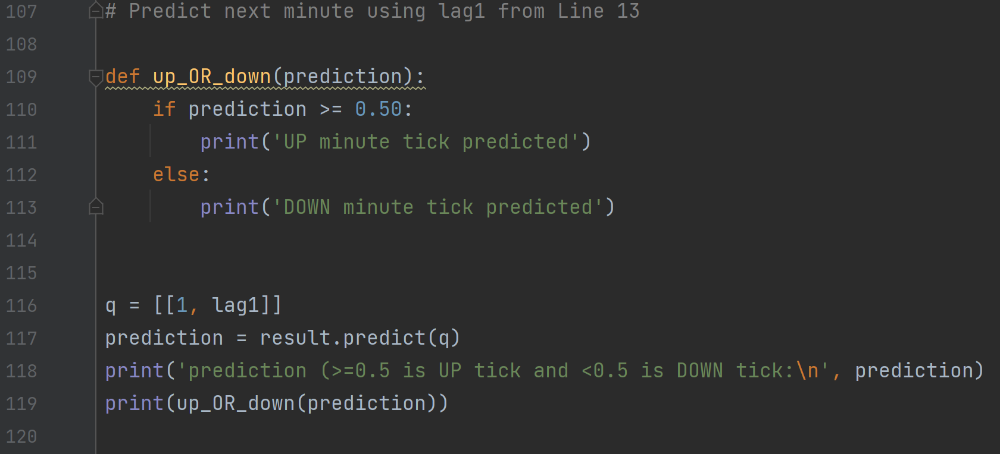 107 # Predict next minute using lag1 from Line 13
108
109 def up_OR_down(prediction):
110     if prediction >= 0.50:
111         print('UP minute tick predicted')
112     else:
113         print('DOWN minute tick predicted')
114
115
116 q = [[1, lag1]]
117 prediction = result.predict(q)
118 print('prediction (>=0.5 is UP tick and <0.5 is DOWN tick:\n', prediction)
119 print(up_OR_down(prediction))
120